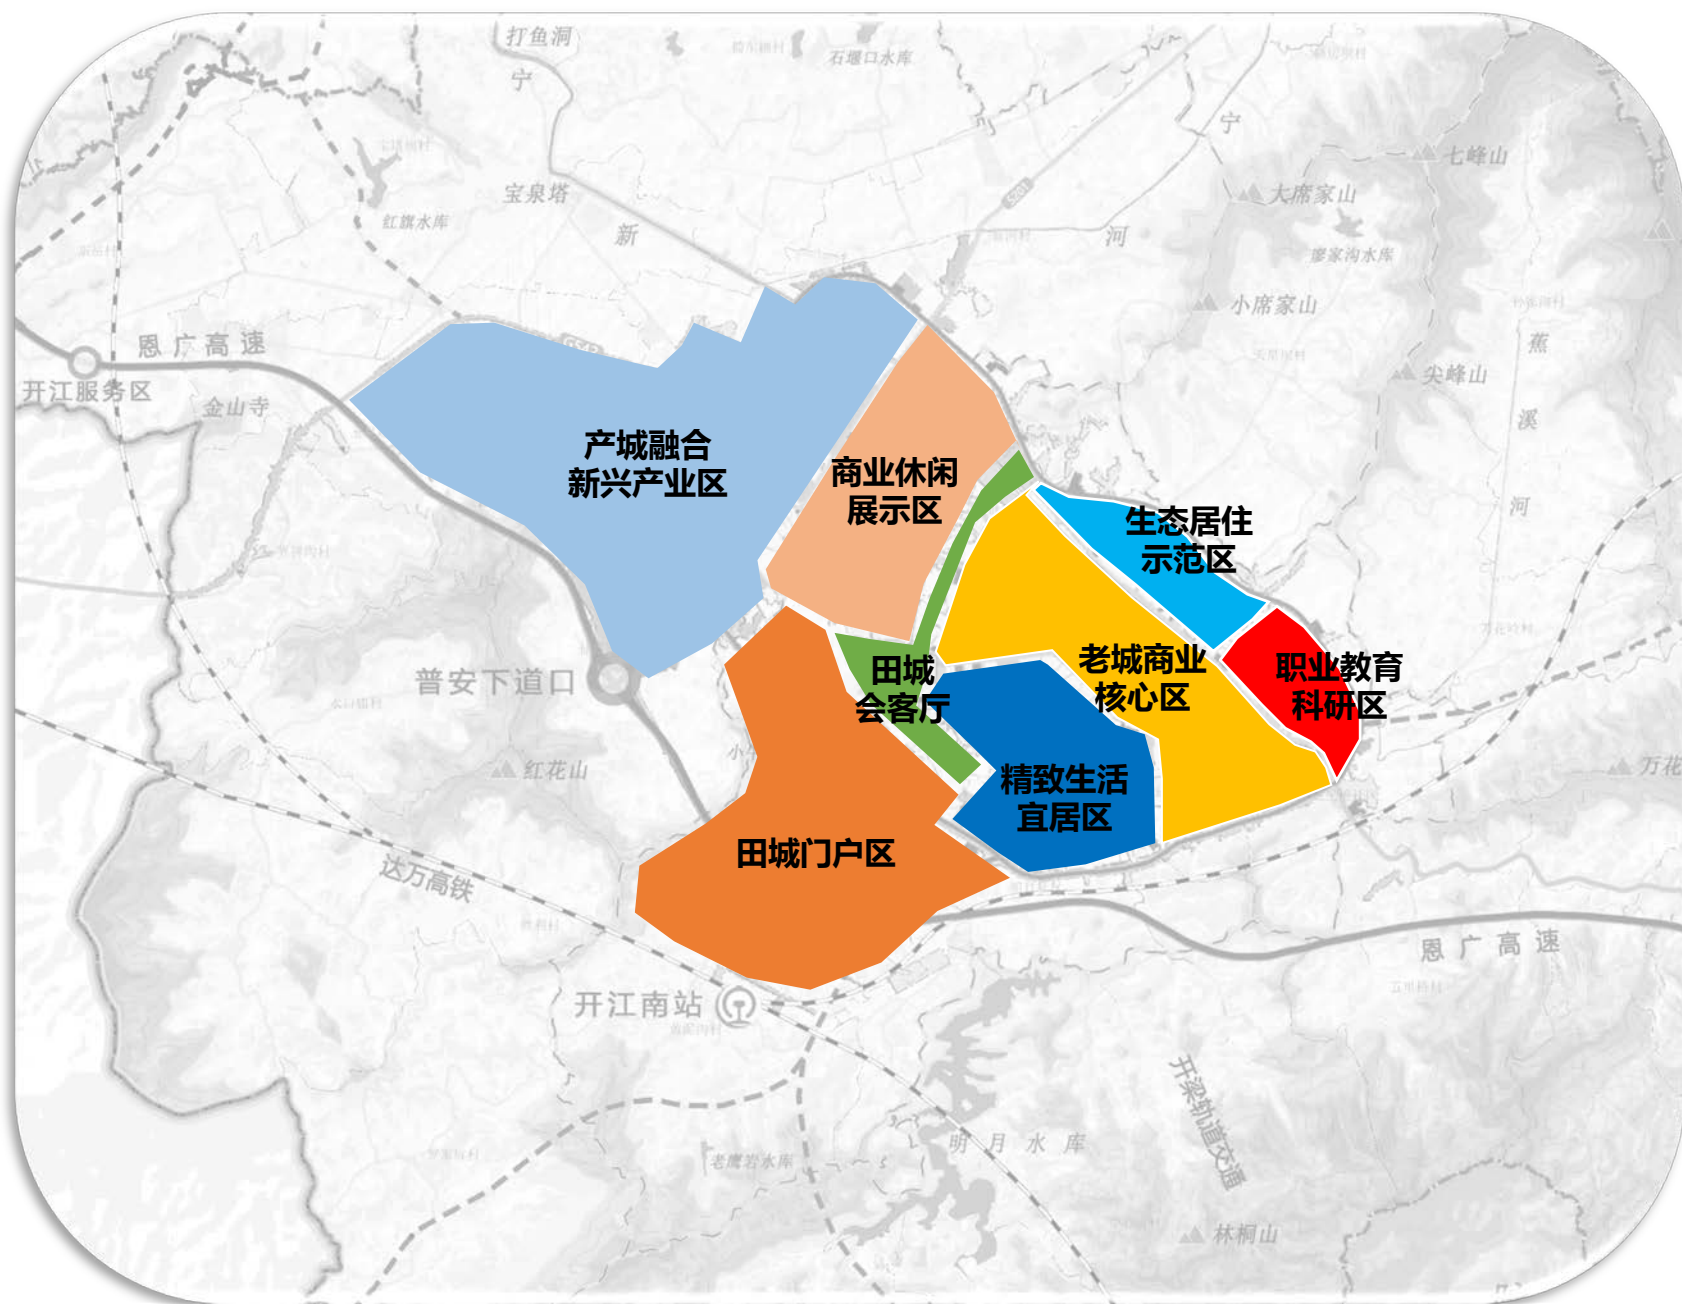 打鱼洞
石堰口水库
宁
宁
七峰山
宝泉塔
大席家山
红旗水库
新
河
廖家沟水库
S201
小席家山
恩广高速
蕉
开江服务区
尖峰山
金山寺
溪
产城融合
新兴产业区
商业休闲
展示区
河
生态居住
示范区
普安下道口
田城
会客厅
老城商业
核心区
职业教育
科研区
红花山
万花
精致生活
宜居区
田城门户区
达万高铁
恩广高速
开江南站
开梁轨道交通
明月水库
老鹰岩水库
林桐山